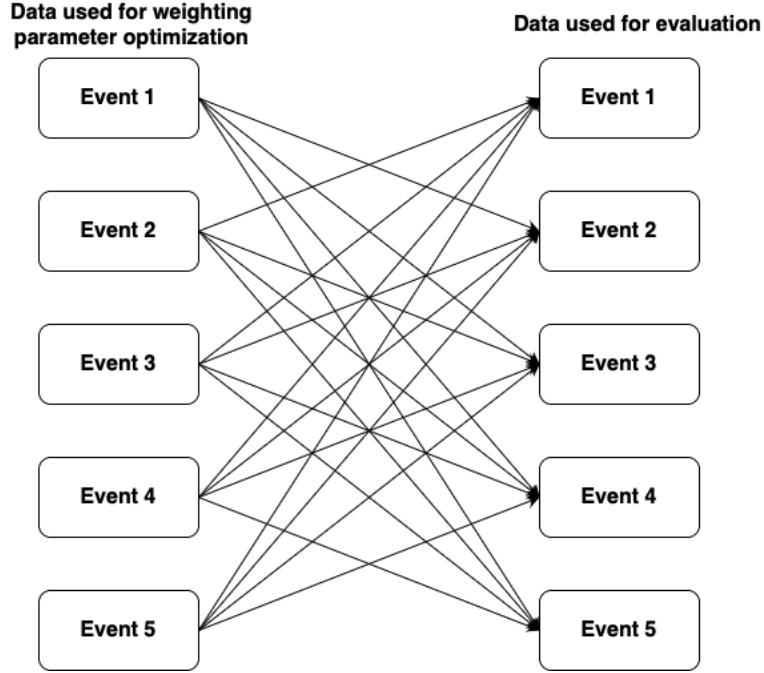 Data used for weighting
parameter optimization
Data used for evaluation
Event 1
Event 1
Event 2
Event 2
Event 3
Event 3
Event 4
Event 4
Event 5
Event 5